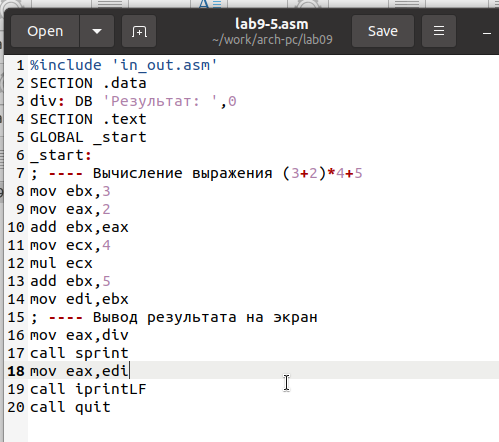 Open
lab9-5.asm
~/work/arch-pc/lab09
Save
1 %include 'in_out.asm'
2 SECTION .data
3 div: DB 'Результат: ',0
4 SECTION .text
5 GLOBAL _start
6 _start:
7 ; ---- Вычисление выражения (3+2)*4+5
8 mov ebx,3
9 mov eax,2
10 add ebx,eax
11 mov ecx,4
12 mul ecx
13 add ebx,5
14 mov edi,ebx
15 ; ---- Вывод результата на экран
16 mov eax,div
17 call sprint
18 mov eax,edi
19 call iprintLF
20 call quit